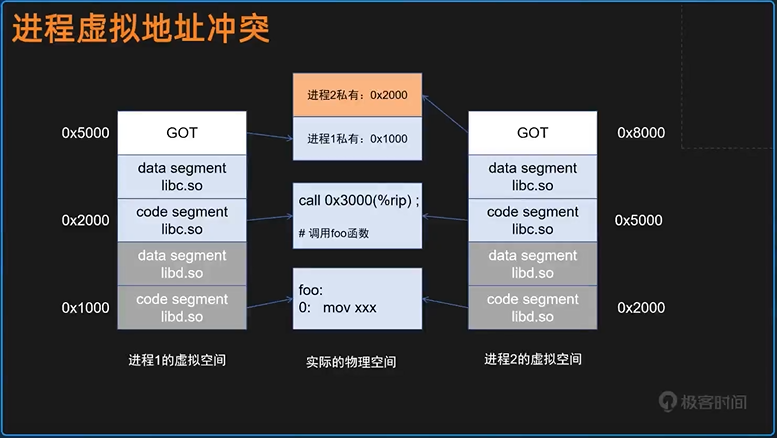 进程虚拟地址冲突
进程2私有：0x2000
进程1私有：0x1000
0x5000
GOT
data segment
libc.so
0x2000
code segment
libc.so
data segment
libd.so
0x1000
code segment
libd.so
进程1的虚拟空间
call 0x3000(%rip) ;
# 调用foo函数
foo:
0: mov xxx
实际的物理空间
GOT
0x8000
data segment
libc.so
code segment
libc.so
0x5000
data segment
libd.so
code segment
libd.so
0x2000
进程2的虚拟空间
极客时间